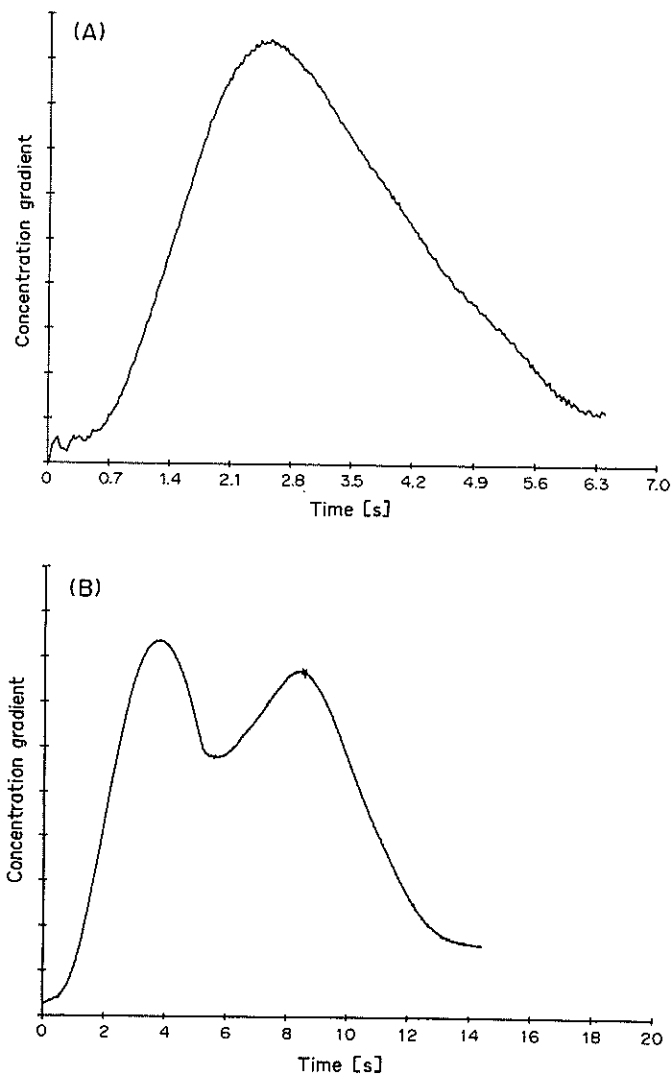 (A)
Concentration gradient
0 0.7 1.4 2.1 2.8 3.5 4.2 4.9 5.6 6.3 7.0
Time [s]
(B)
Concentration gradient
0 2 4 6 8 10 12 14 16 18 20
Time [s]